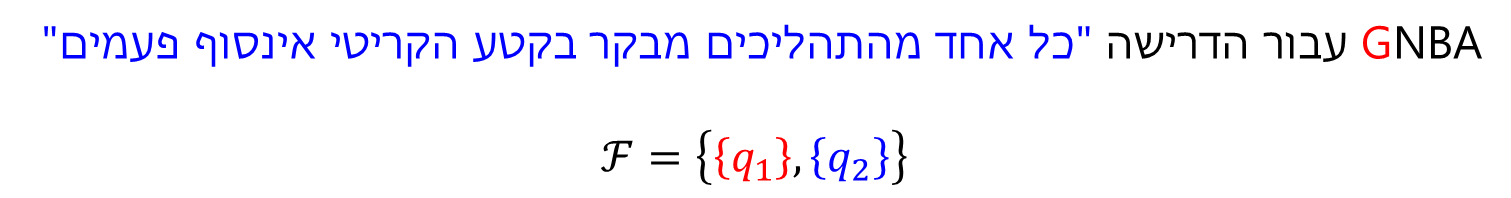 GNBA עבור הדרישה "כל אחד מהתהליכים מבקר בקטע הקריטי אינסוף פעמים"
ℱ = {{q₁}, {q₂}}